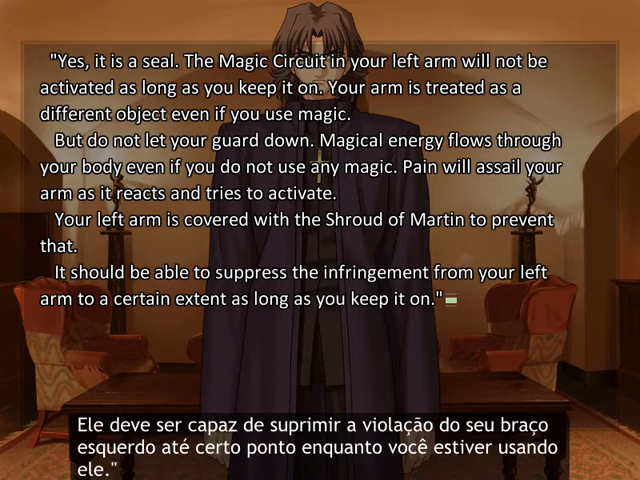 "Yes, it is a seal. The Magic Circuit in your left arm will not be
activated as long as you keep it on. Your arm is treated as a
different object even if you use magic.
But do not let your guard down. Magical energy flows through
your body even if you do not use any magic. Pain will assail your
arm as it reacts and tries to activate.
Your left arm is covered with the Shroud of Martin to prevent
that.
It should be able to suppress the infringement from your left
arm to a certain extent as long as you keep it on."
Ele deve ser capaz de suprimir a violação do seu braço
esquerdo até certo ponto enquanto você estiver usando
ele."